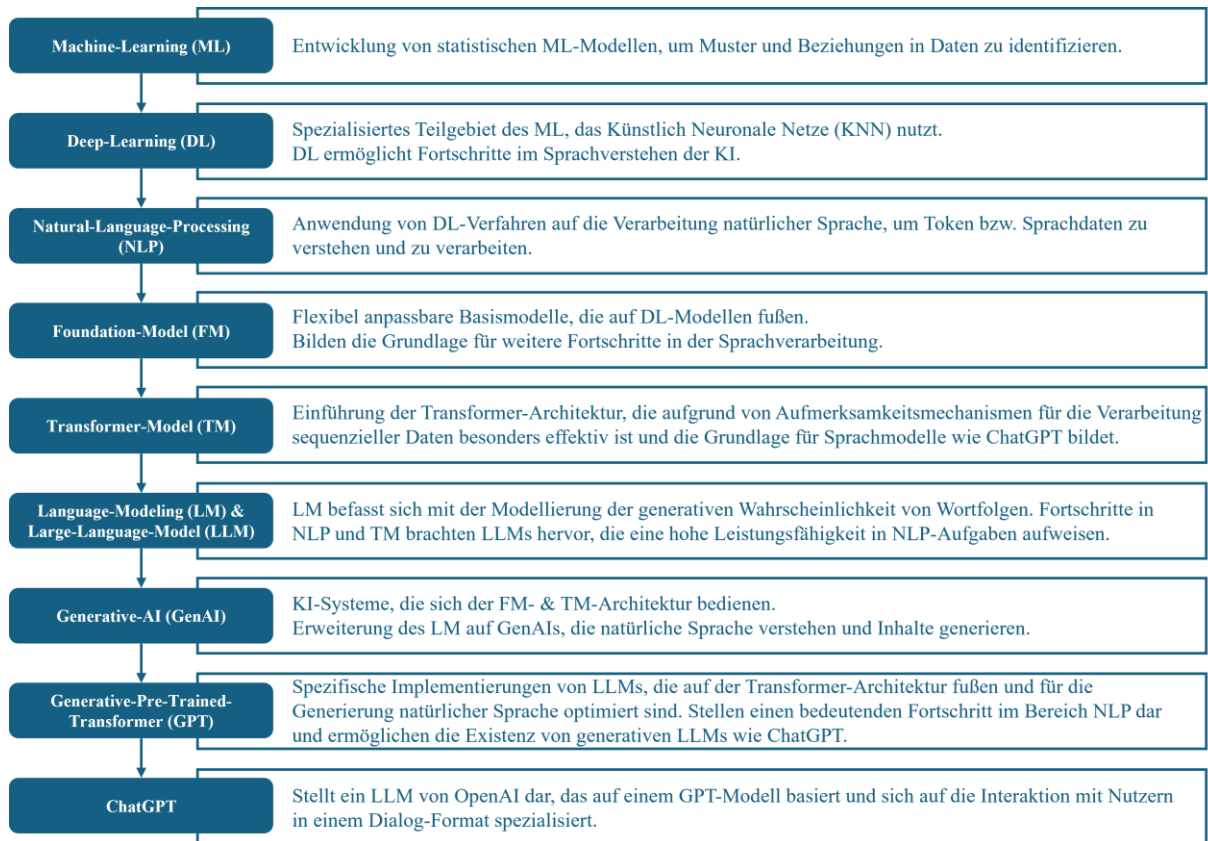 Machine-Learning (ML)
Entwicklung von statistischen ML-Modellen, um Muster und Beziehungen in Daten zu identifizieren.
Deep-Learning (DL)
Spezialisiertes Teilgebiet des ML, das Künstlich Neuronale Netze (KNN) nutzt.
DL ermöglicht Fortschritte im Sprachverstehen der KI.
Natural-Language-Processing
(NLP)
Anwendung von DL-Verfahren auf die Verarbeitung natürlicher Sprache, um Token bzw. Sprachdaten zu
verstehen und zu verarbeiten.
Foundation-Model (FM)
Flexibel anpassbare Basismodelle, die auf DL-Modellen fußen.
Bilden die Grundlage für weitere Fortschritte in der Sprachverarbeitung.
Transformer-Model (TM)
Einführung der Transformer-Architektur, die aufgrund von Aufmerksamkeitsmechanismen für die Verarbeitung
sequenzieller Daten besonders effektiv ist und die Grundlage für Sprachmodelle wie ChatGPT bildet.
Language-Modeling (LM) &
Large-Language-Model (LLM)
LM befasst sich mit der Modellierung der generativen Wahrscheinlichkeit von Wortfolgen. Fortschritte in
NLP und TM brachten LLMs hervor, die eine hohe Leistungsfähigkeit in NLP-Aufgaben aufweisen.
Generative-AI (GenAI)
KI-Systeme, die sich der FM- & TM-Architektur bedienen.
Erweiterung des LM auf GenAIs, die natürliche Sprache verstehen und Inhalte generieren.
Generative-Pre-Trained-
Transformer (GPT)
Spezifische Implementierungen von LLMs, die auf der Transformer-Architektur fußen und für die
Generierung natürlicher Sprache optimiert sind. Stellen einen bedeutenden Fortschritt im Bereich NLP dar
und ermöglichen die Existenz von generativen LLMs wie ChatGPT.
ChatGPT
Stellt ein LLM von OpenAI dar, das auf einem GPT-Modell basiert und sich auf die Interaktion mit Nutzern
in einem Dialog-Format spezialisiert.